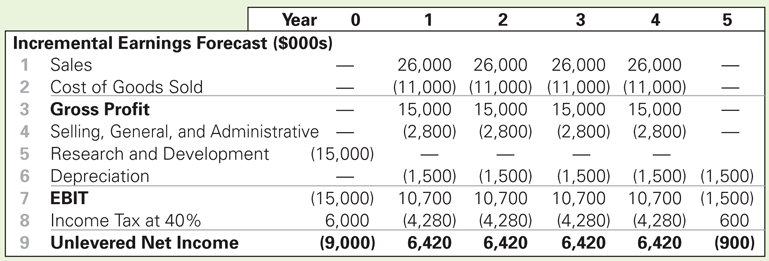 Year 0 1 2 3 4 5
Incremental Earnings Forecast ($000s)
1 Sales — 26,000 26,000 26,000 26,000 —
2 Cost of Goods Sold — (11,000) (11,000) (11,000) (11,000) —
3 Gross Profit — 15,000 15,000 15,000 15,000 —
4 Selling, General, and Administrative — (2,800) (2,800) (2,800) (2,800) —
5 Research and Development (15,000) — — — — 
6 Depreciation — (1,500) (1,500) (1,500) (1,500) (1,500)
7 EBIT (15,000) 10,700 10,700 10,700 10,700 (1,500)
8 Income Tax at 40% 6,000 (4,280) (4,280) (4,280) (4,280) 600
9 Unlevered Net Income (9,000) 6,420 6,420 6,420 6,420 (900)